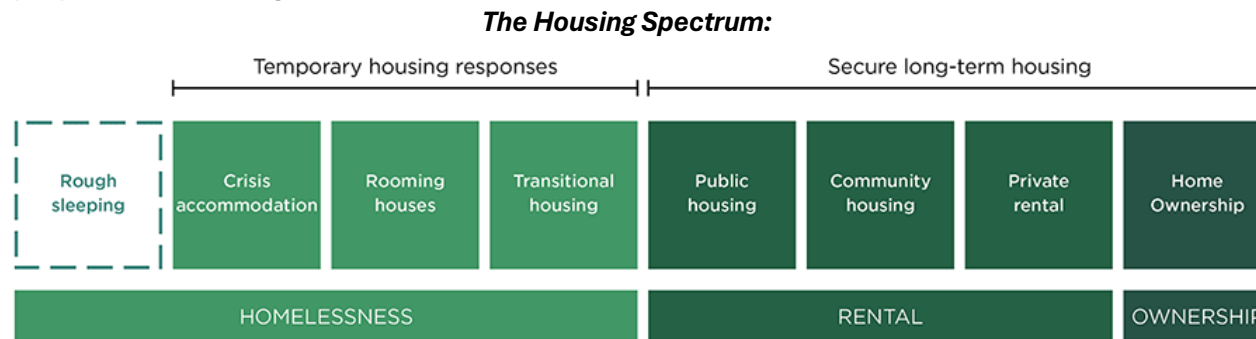 The Housing Spectrum:
Temporary housing responses
Secure long-term housing
Rough
sleeping
Crisis
accommodation
Rooming
houses
Transitional
housing
Public
housing
Community
housing
Private
rental
Home
Ownership
HOMELESSNESS
RENTAL
OWNERSHIP